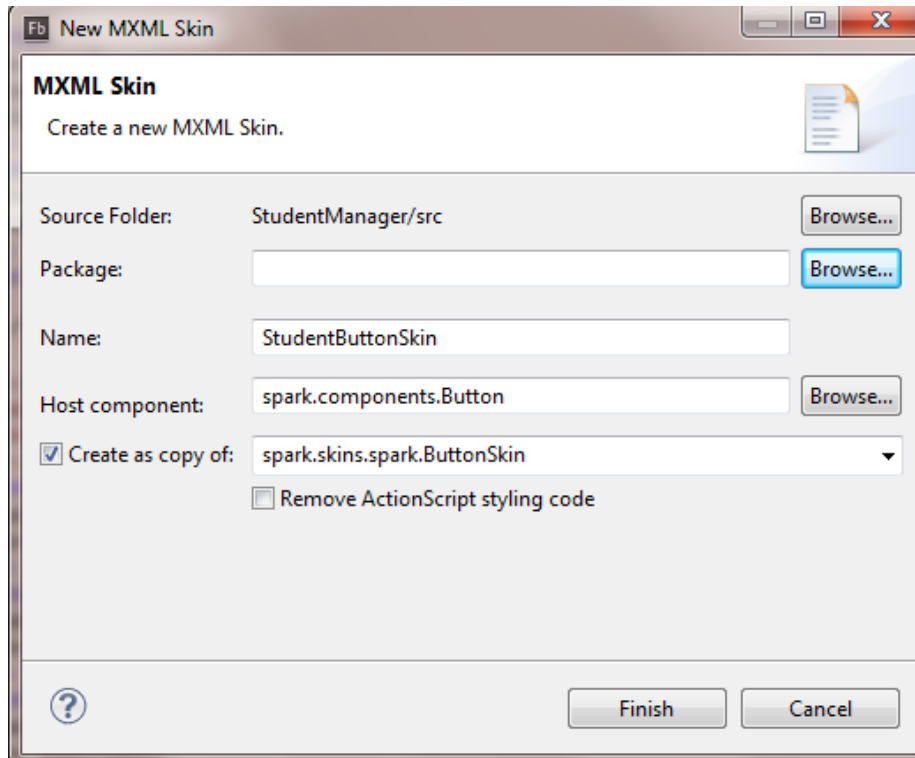 Fb New MXML Skin
MXML Skin
Create a new MXML Skin.
Source Folder: StudentManager/src Browse...
Package: Browse...
Name: StudentButtonSkin
Host component: spark.components.Button Browse...
Create as copy of: spark.skins.spark.ButtonSkin
Remove ActionScript styling code
? Finish Cancel